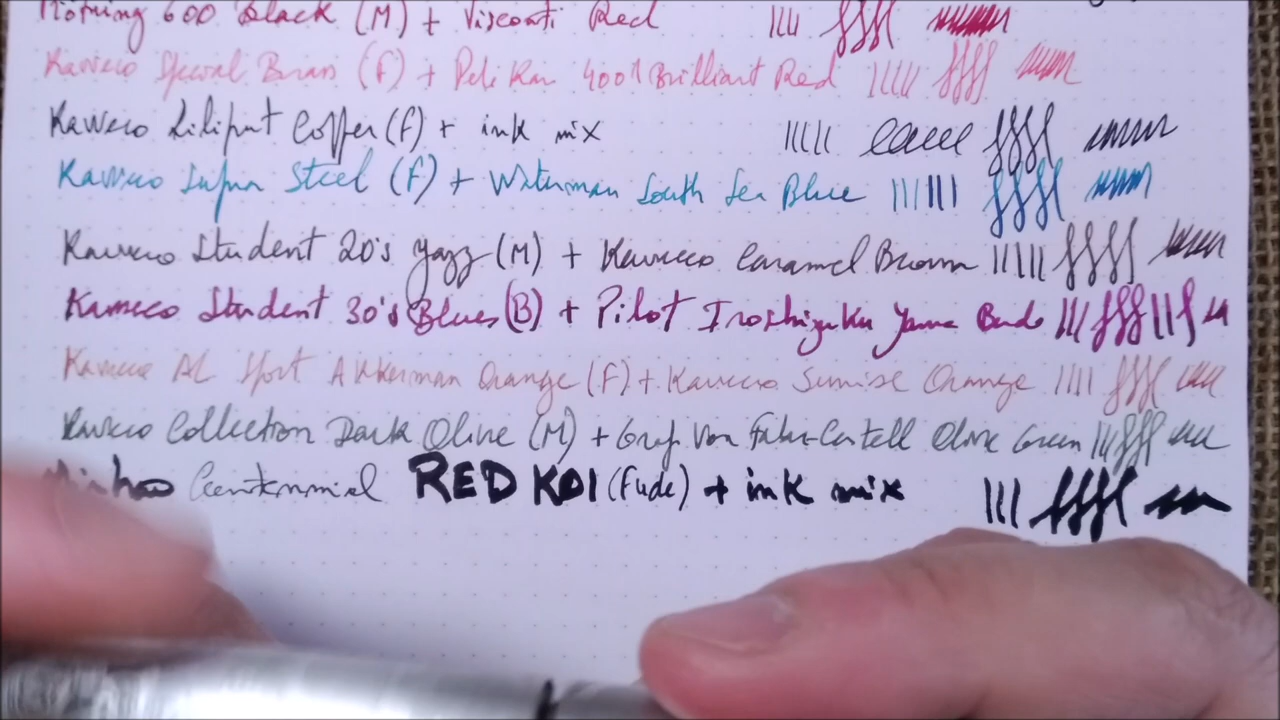 600 Black (M) + Visconti Red
Kaweco Special Brass (F) + Pelikan 4001 Brilliant Red
Kaweco Liliput Copper (F) + ink mix
Kaweco Supra Steel (F) + Waterman South Sea Blue
Kaweco Student 20's Jazz (M) + Kaweco Caramel Brown
Kaweco Student 30's Blues (B) + Pilot Iroshizuku Yama Budo
Kaweco AL Sport Akkerman Orange (F) + Kaweco Sunrise Orange
Kaweco Collection Dark Olive (M) + Graf Von Faber-Castell Olive Green
Centennial RED KOI (Fude) + ink mix